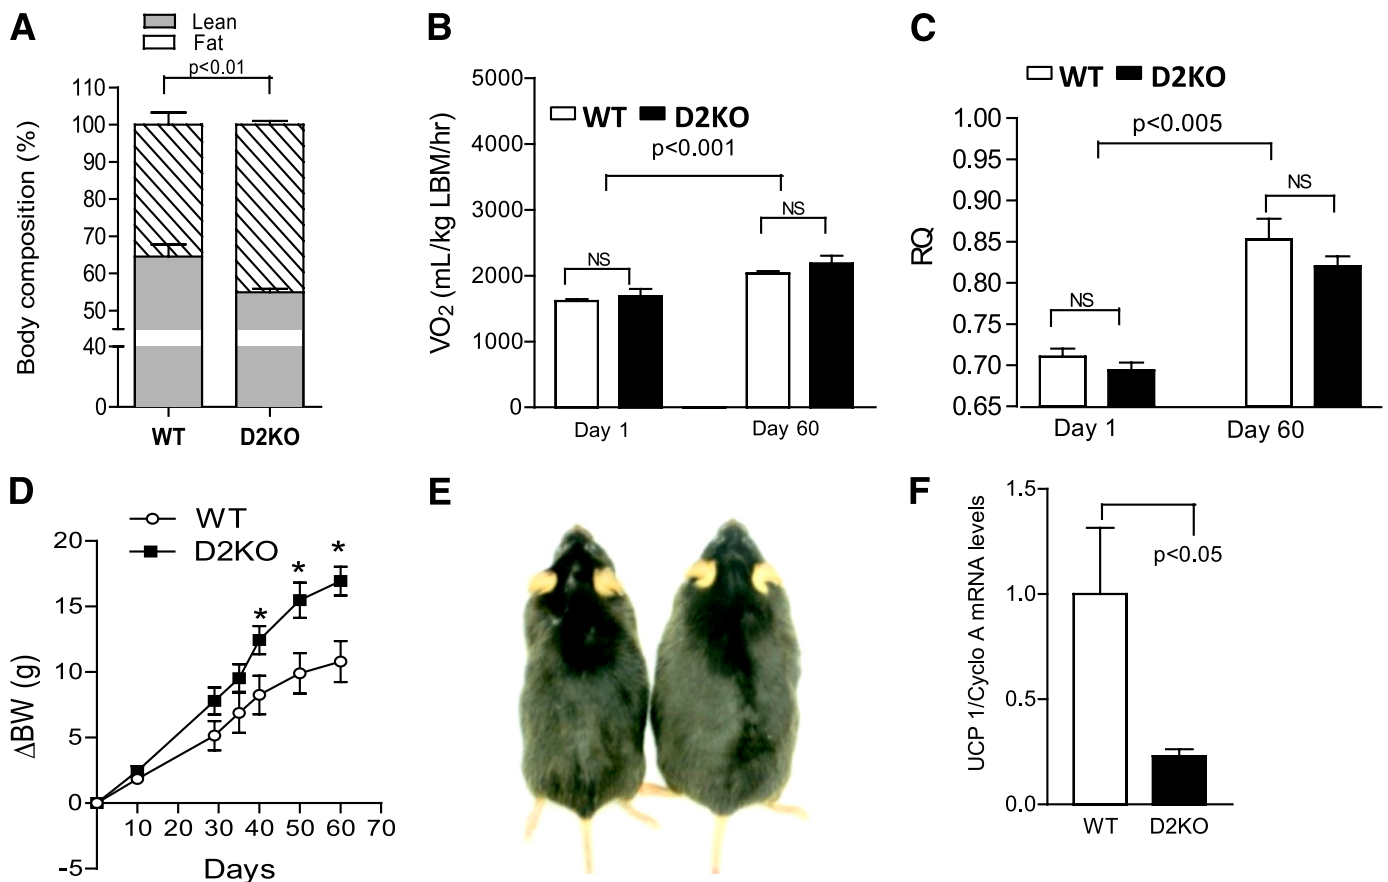 A
Lean
Fat
p<0.01
Body composition (%)
110
100
90
80
70
60
50
40
0
WT
D2KO
B
WT
D2KO
VO2 (mL/kg LBM/hr)
5000
4000
3000
2000
1000
0
p<0.001
NS
NS
Day 1
Day 60
C
WT
D2KO
RQ
1.00
0.95
0.90
0.85
0.80
0.75
0.70
0.65
p<0.005
NS
NS
Day 1
Day 60
D
WT
D2KO
ΔBW (g)
20
15
10
5
0
-5
*
*
*
10 20 30 40 50 60 70
Days
E
F
UCP 1/Cyclo A mRNA levels
1.5
1.0
0.5
0.0
p<0.05
WT
D2KO